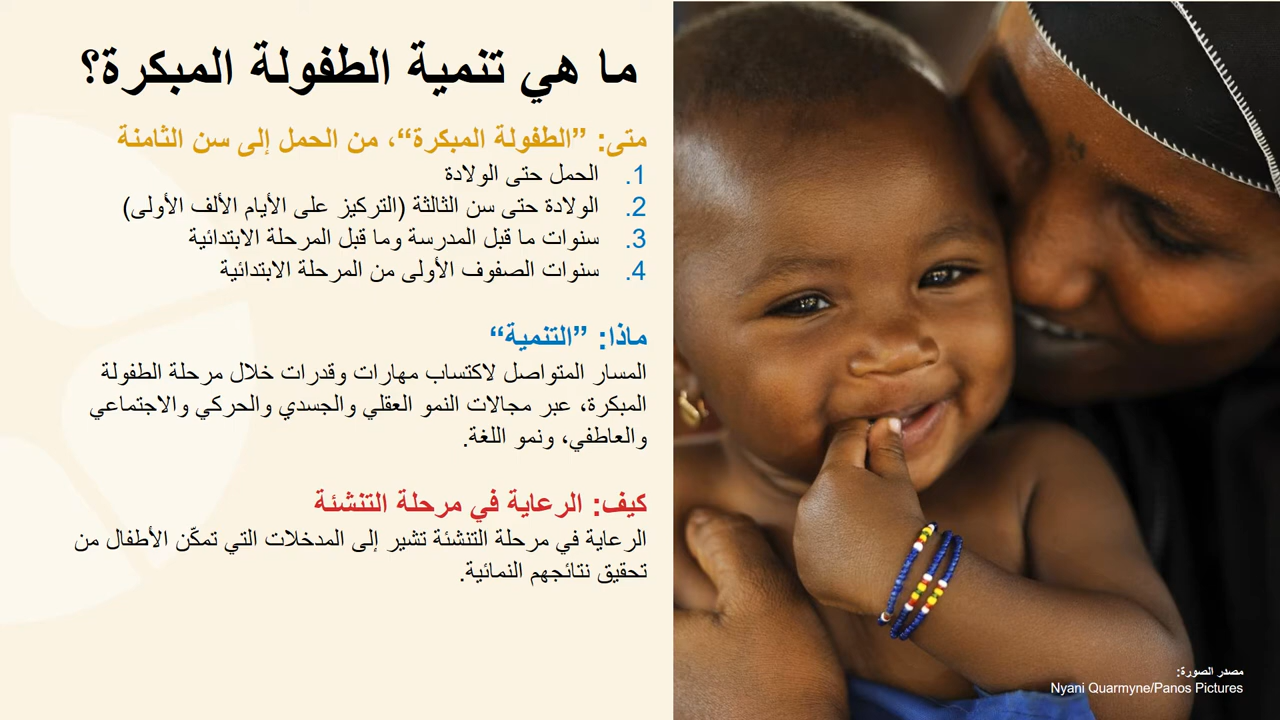 ما هي تنمية الطفولة المبكرة؟
متى: ”الطفولة المبكرة“، من الحمل إلى سن الثامنة
1. الحمل حتى الولادة
2. الولادة حتى سن الثالثة (التركيز على الأيام الألف الأولى)
3. سنوات ما قبل المدرسة وما قبل المرحلة الابتدائية
4. سنوات الصفوف الأولى من المرحلة الابتدائية
ماذا: ”التنمية“
المسار المتواصل لاكتساب مهارات وقدرات خلال مرحلة الطفولة
المبكرة، عبر مجالات النمو العقلي والجسدي والحركي والاجتماعي
والعاطفي، ونمو اللغة.
كيف: الرعاية في مرحلة التنشئة
الرعاية في مرحلة التنشئة تشير إلى المدخلات التي تمكّن الأطفال من
تحقيق نتائجهم النمائية.
مصدر الصورة:
Nyani Quarmyne/Panos Pictures